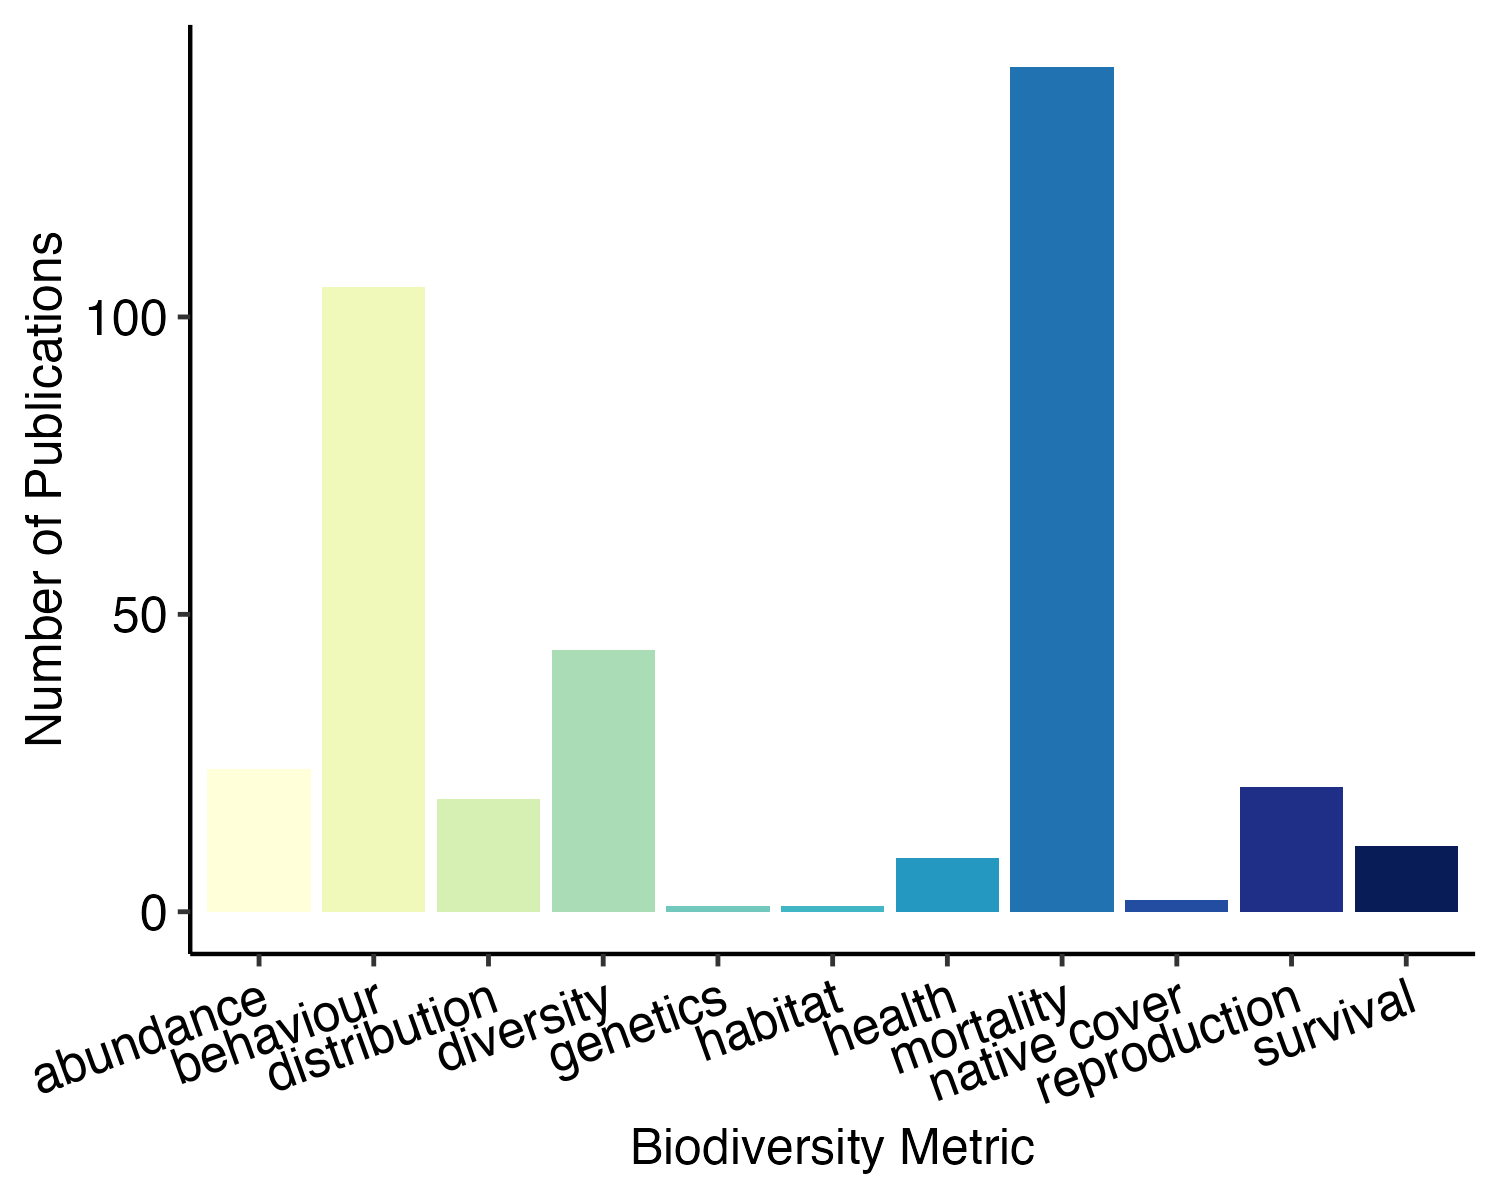 Number of Publications
100
50
0
abundance
behaviour
distribution
diversity
genetics
habitat
health
mortality
native cover
reproduction
survival
Biodiversity Metric